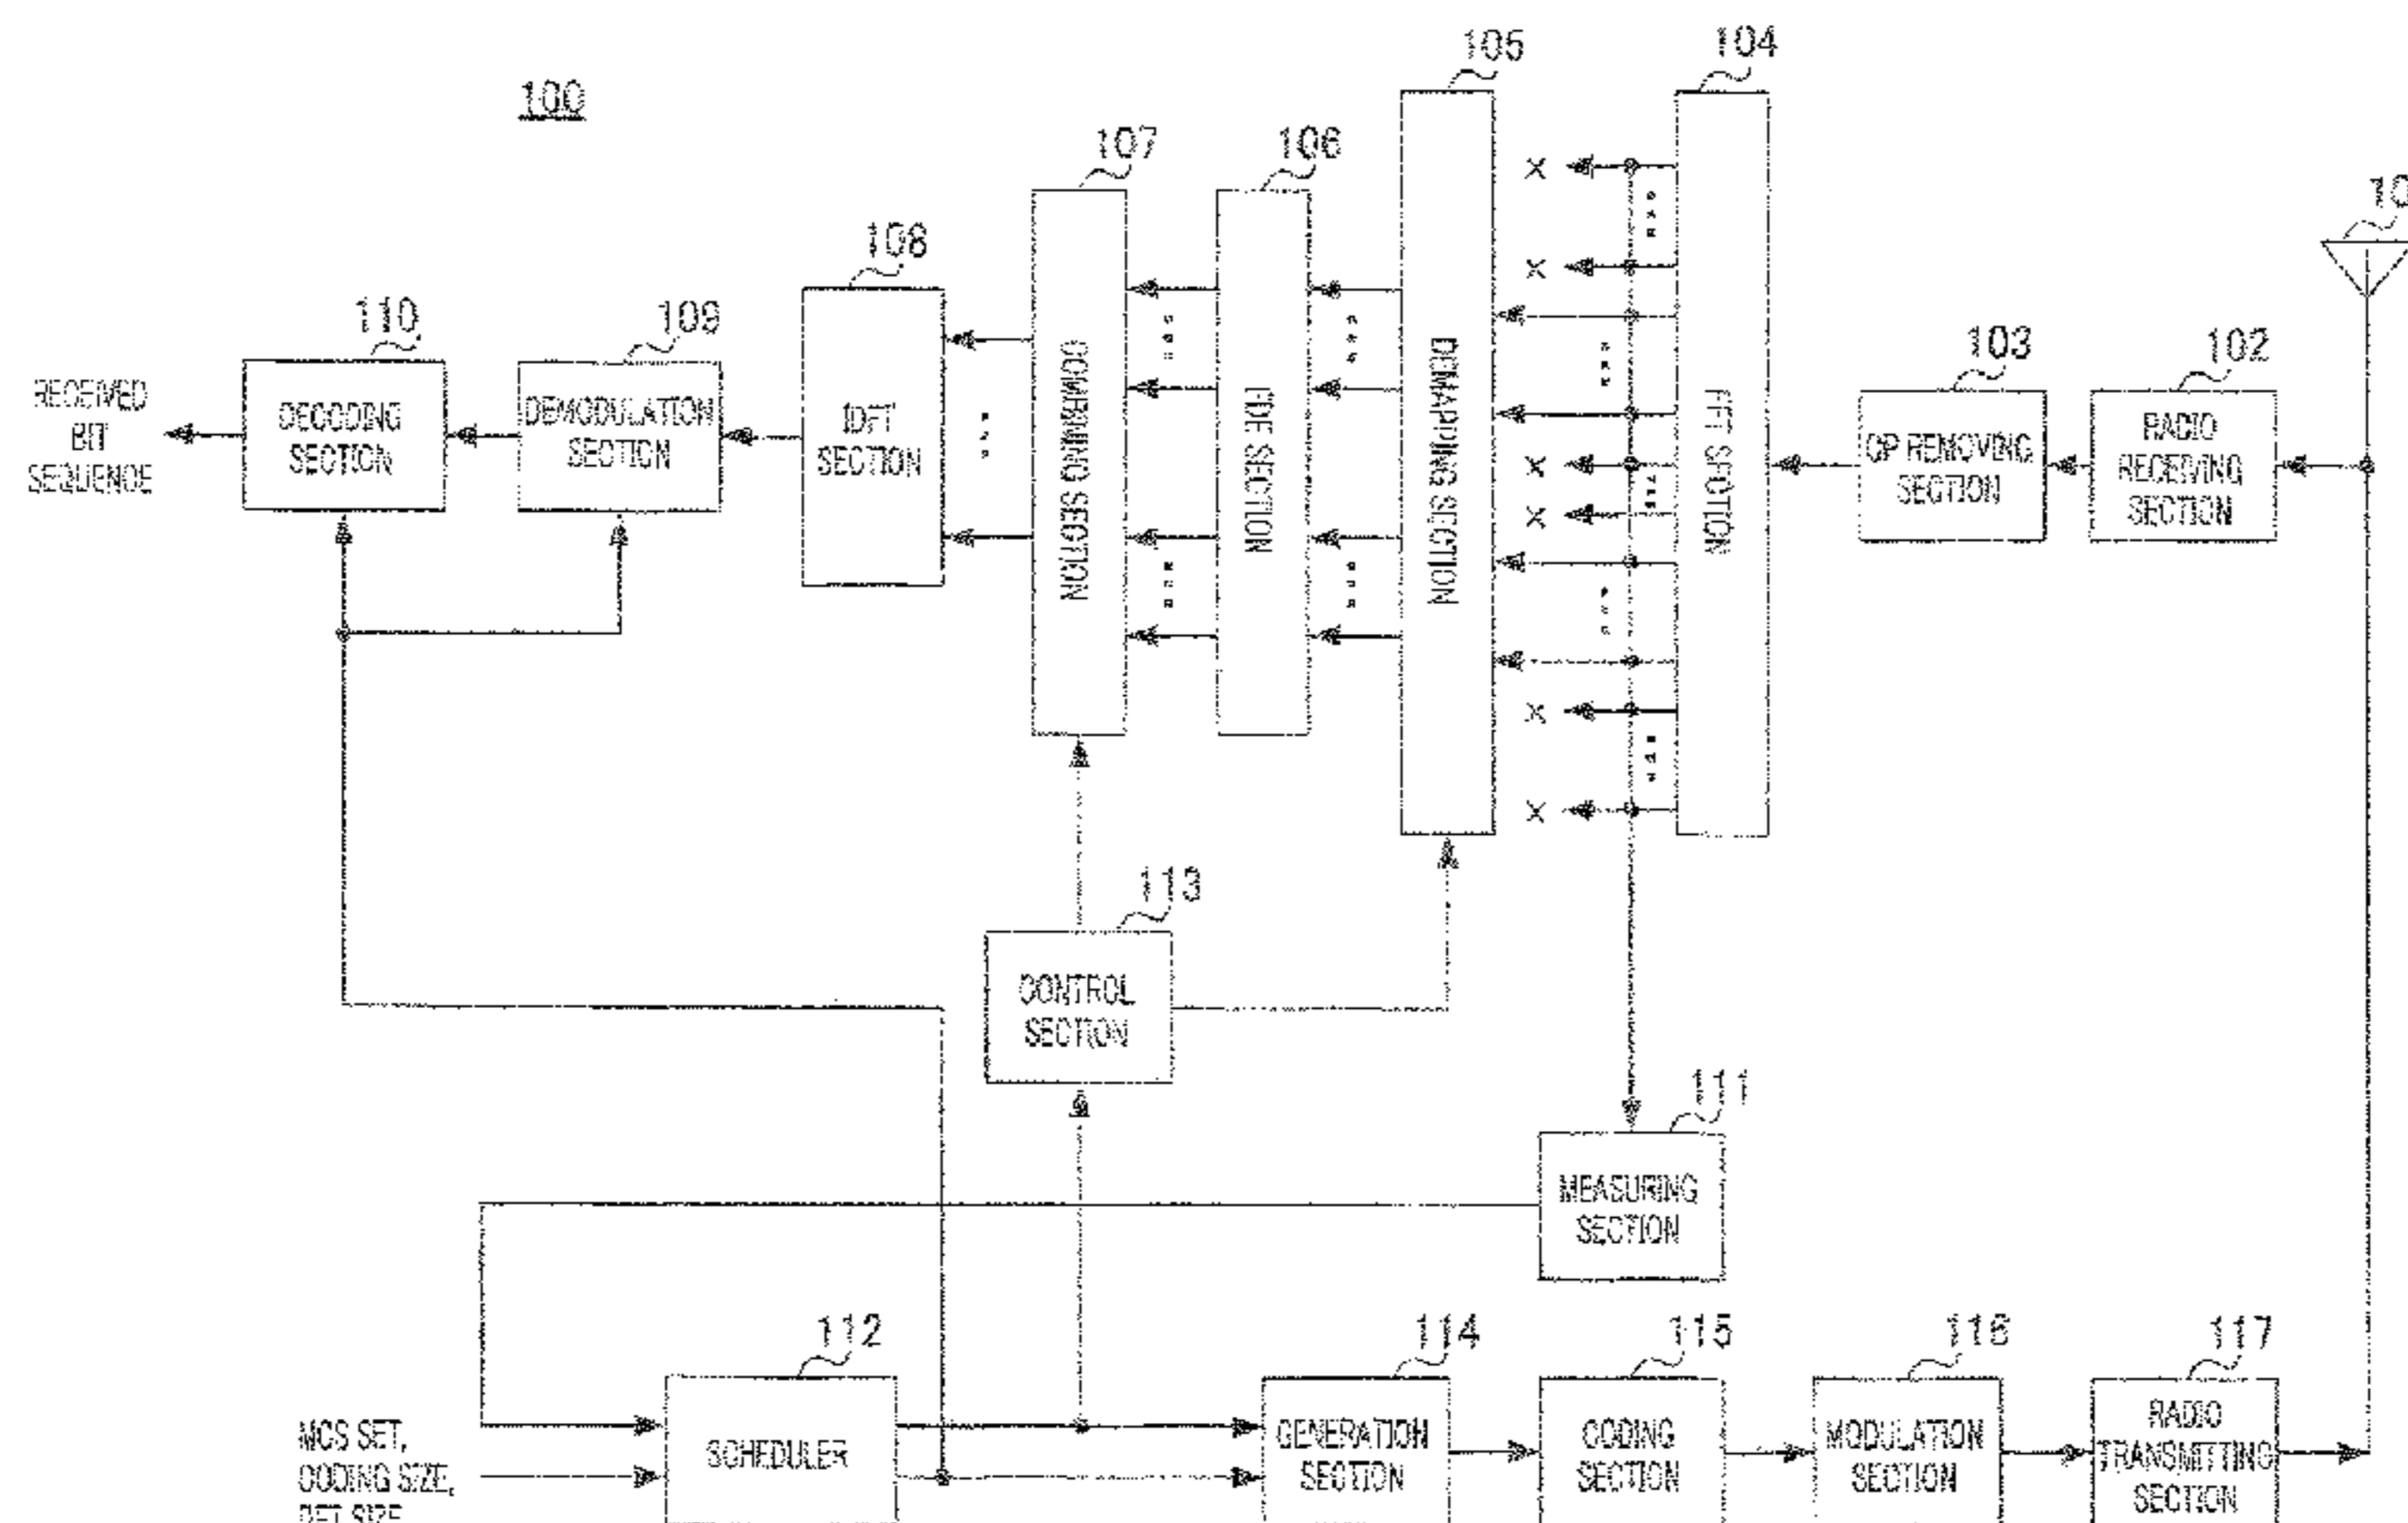 100
105
104
107
106
10
108
110
109
103
102
RECEIVED
BIT
SEQUENCE
DECODING
SECTION
DEMODULATION
SECTION
IDFT
SECTION
COMBINING SECTION
FDE SECTION
DEMAPPING SECTION
FFT SECTION
CP REMOVING
SECTION
RADIO
RECEIVING
SECTION
X
X
X
X
X
X
113
CONTROL
SECTION
111
MEASURING
SECTION
112
114
115
116
117
MCS SET,
CODING SIZE,
SCHEDULER
GENERATION
SECTION
CODING
SECTION
MODULATION
SECTION
RADIO
TRANSMITTING
SECTION